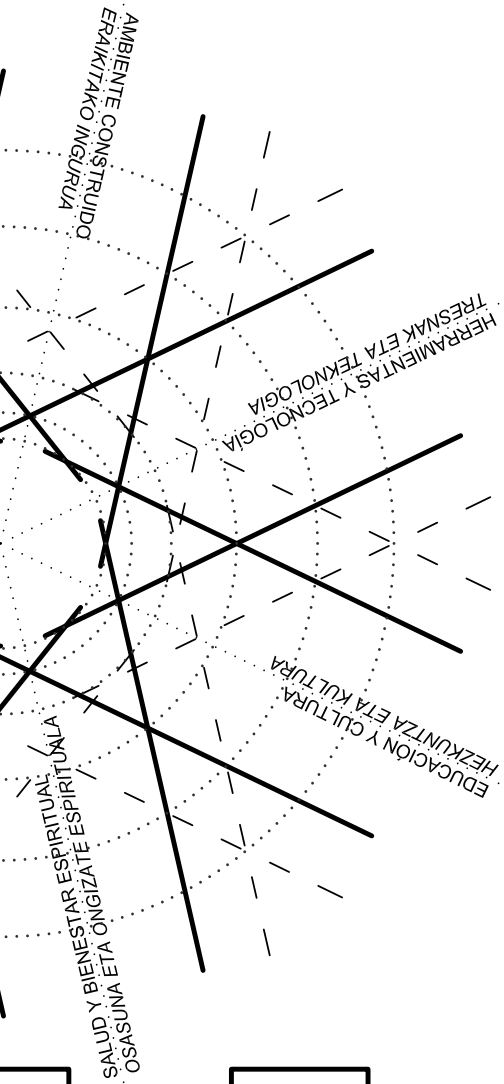 AMBIENTE CONSTRUIDO
ERAIKITAKO INGURUA
HERRAMIENTAS Y TECNOLOGÍA
TRESNAK ETA TEKNOLOGIA
EDUCACIÓN Y CULTURA
HEZKUNTZA ETA KULTURA
SALUD Y BIENESTAR ESPIRITUAL
OSASUNA ETA ONGIZATE ESPIRITUALA